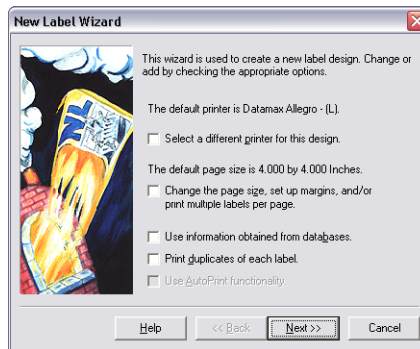 New Label Wizard
This wizard is used to create a new label design. Change or
add by checking the appropriate options.
The default printer is Datamax Allegro - (L).
Select a different printer for this design.
The default page size is 4.000 by 4.000 Inches.
Change the page size, set up margins, and/or
print multiple labels per page.
Use information obtained from databases.
Print duplicates of each label.
Use AutoPrint functionality.
NL
Help
<< Back
Next >>
Cancel